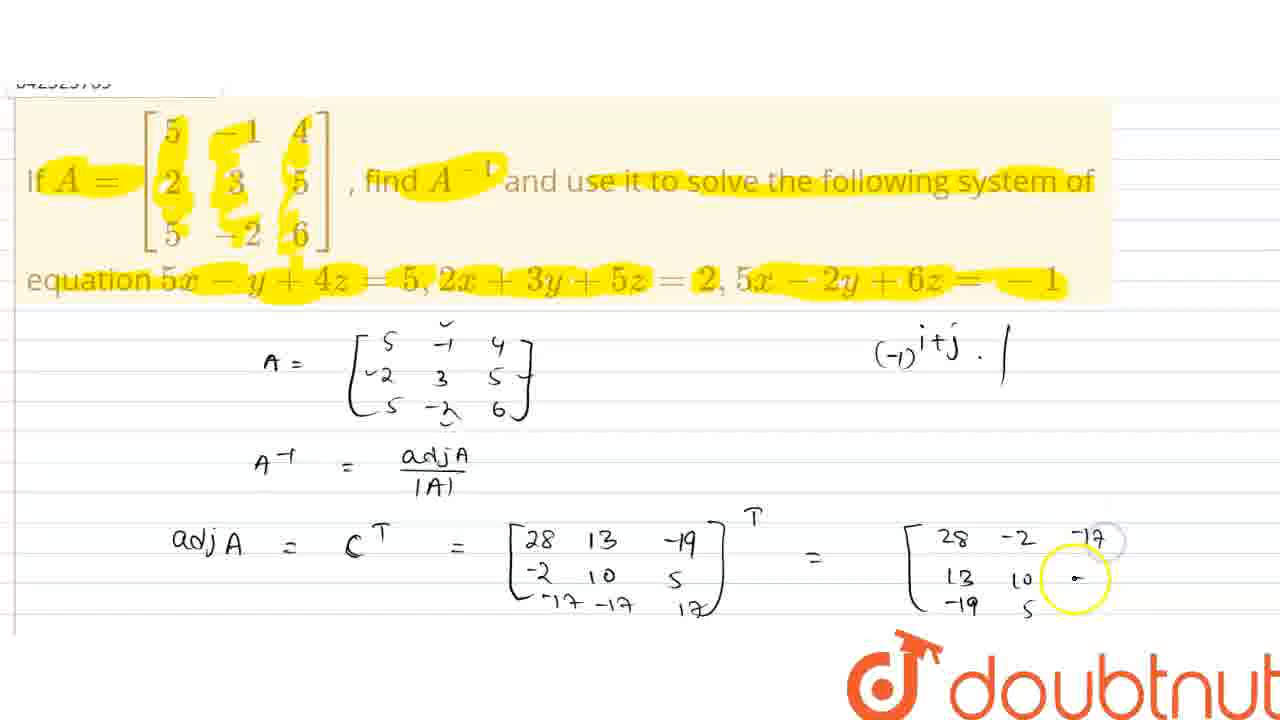 If A = [5 −1 4
2 3 5
5 −2 6], find A⁻¹ and use it to solve the following system of
equation 5x − y + 4z = 5, 2x + 3y + 5z = 2, 5x − 2y + 6z = −1
A = [5 -1 4
2 3 5
5 -2 6]
(-1)^{i+j} . |
A⁻¹ = adjA / |A|
adjA = Cᵀ = [28 13 -19
-2 10 5
-17 -17 17]ᵀ = [28 -2 -17
13 10 -
-19 5
doubtnut